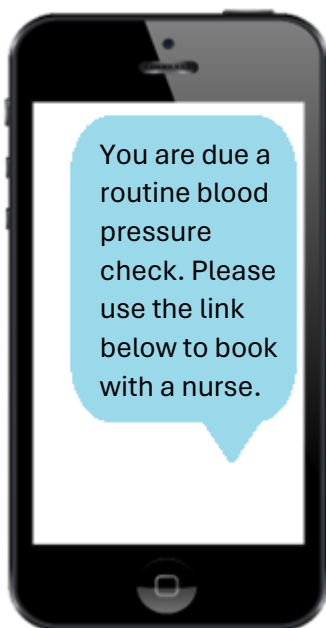 You are due a
routine blood
pressure
check. Please
use the link
below to book
with a nurse.